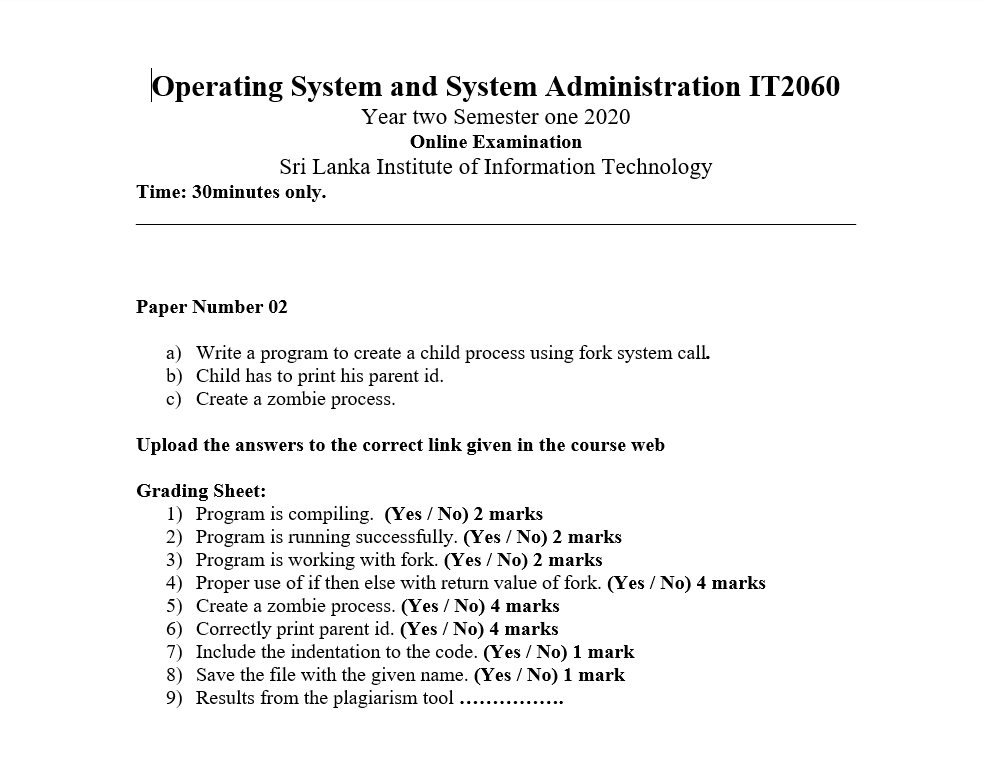 Operating System and System Administration IT2060
Year two Semester one 2020
Online Examination
Sri Lanka Institute of Information Technology
Time: 30minutes only.
Paper Number 02
a) Write a program to create a child process using fork system call.
b) Child has to print his parent id.
c) Create a zombie process.
Upload the answers to the correct link given in the course web
Grading Sheet:
1) Program is compiling. (Yes / No) 2 marks
2) Program is running successfully. (Yes / No) 2 marks
3) Program is working with fork. (Yes / No) 2 marks
4) Proper use of if then else with return value of fork. (Yes / No) 4 marks
5) Create a zombie process. (Yes / No) 4 marks
6) Correctly print parent id. (Yes / No) 4 marks
7) Include the indentation to the code. (Yes / No) 1 mark
8) Save the file with the given name. (Yes / No) 1 mark
9) Results from the plagiarism tool …………….